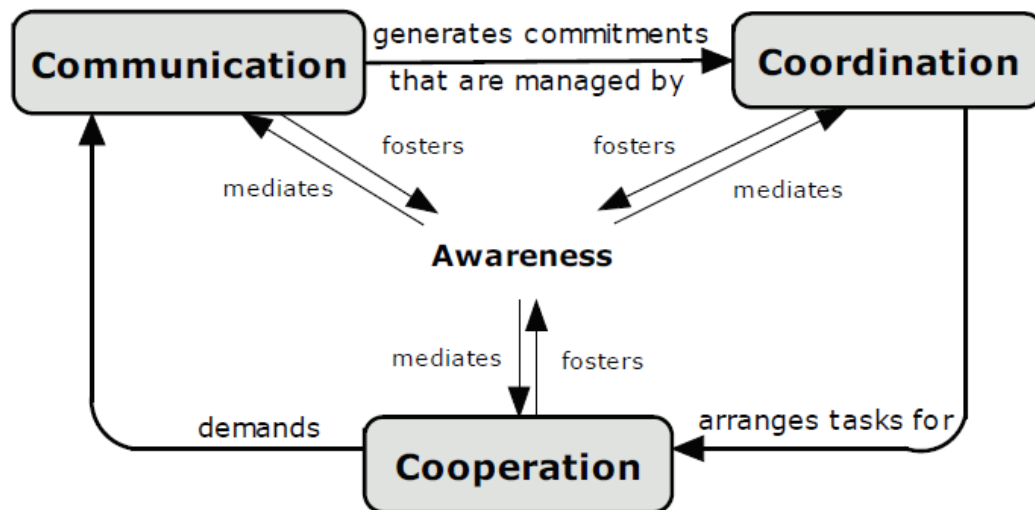 Communication
generates commitments
that are managed by
Coordination
fosters
mediates
fosters
mediates
Awareness
mediates
fosters
demands
Cooperation
arranges tasks for